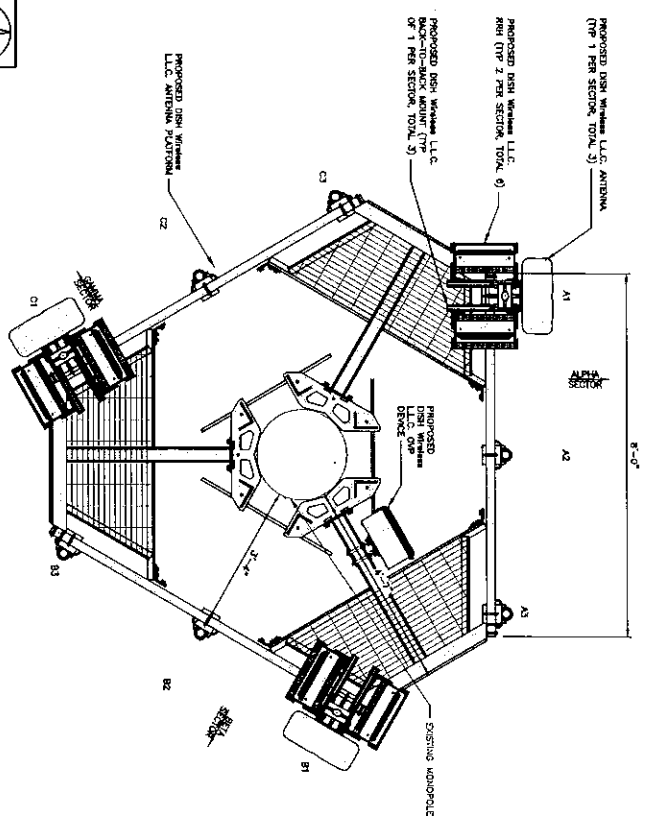 PROPOSED DISH Wireless L.L.C. ANTENNA
(TYP 1 PER SECTOR, TOTAL 3)
PROPOSED DISH Wireless L.L.C.
RRH (TYP 2 PER SECTOR, TOTAL 6)
PROPOSED DISH Wireless L.L.C.
BACK-TO-BACK MOUNT (TYP
OF 1 PER SECTOR, TOTAL 3)
PROPOSED DISH Wireless
L.L.C. ANTENNA PLATFORM
8'-0"
A1
ALPHA
SECTOR
A2
A3
C3
C2
GAMMA
SECTOR
C1
PROPOSED
DISH Wireless
L.L.C. OVP
DEVICE
3'-4"
B3
B2
BETA
SECTOR
B1
EXISTING MONOPOLE